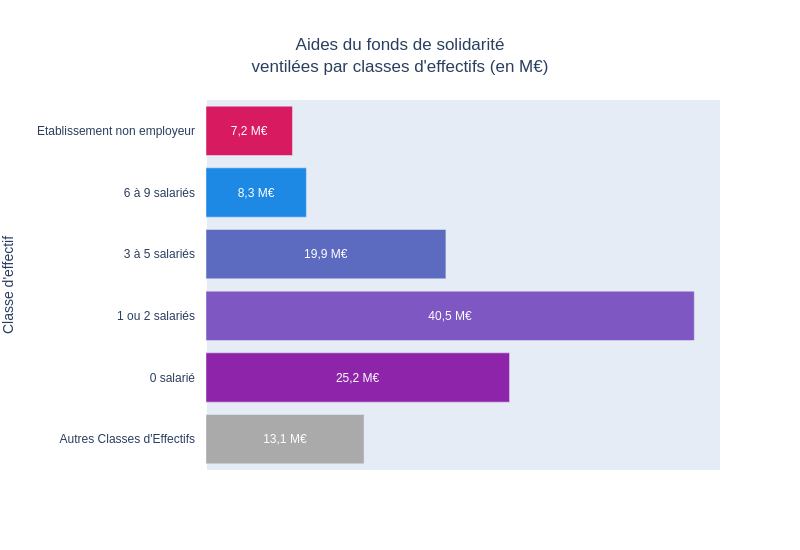 Aides du fonds de solidarité
ventilées par classes d'effectifs (en M€)
Classe d'effectif
Etablissement non employeur
7,2 M€
6 à 9 salariés
8,3 M€
3 à 5 salariés
19,9 M€
1 ou 2 salariés
40,5 M€
0 salarié
25,2 M€
Autres Classes d'Effectifs
13,1 M€